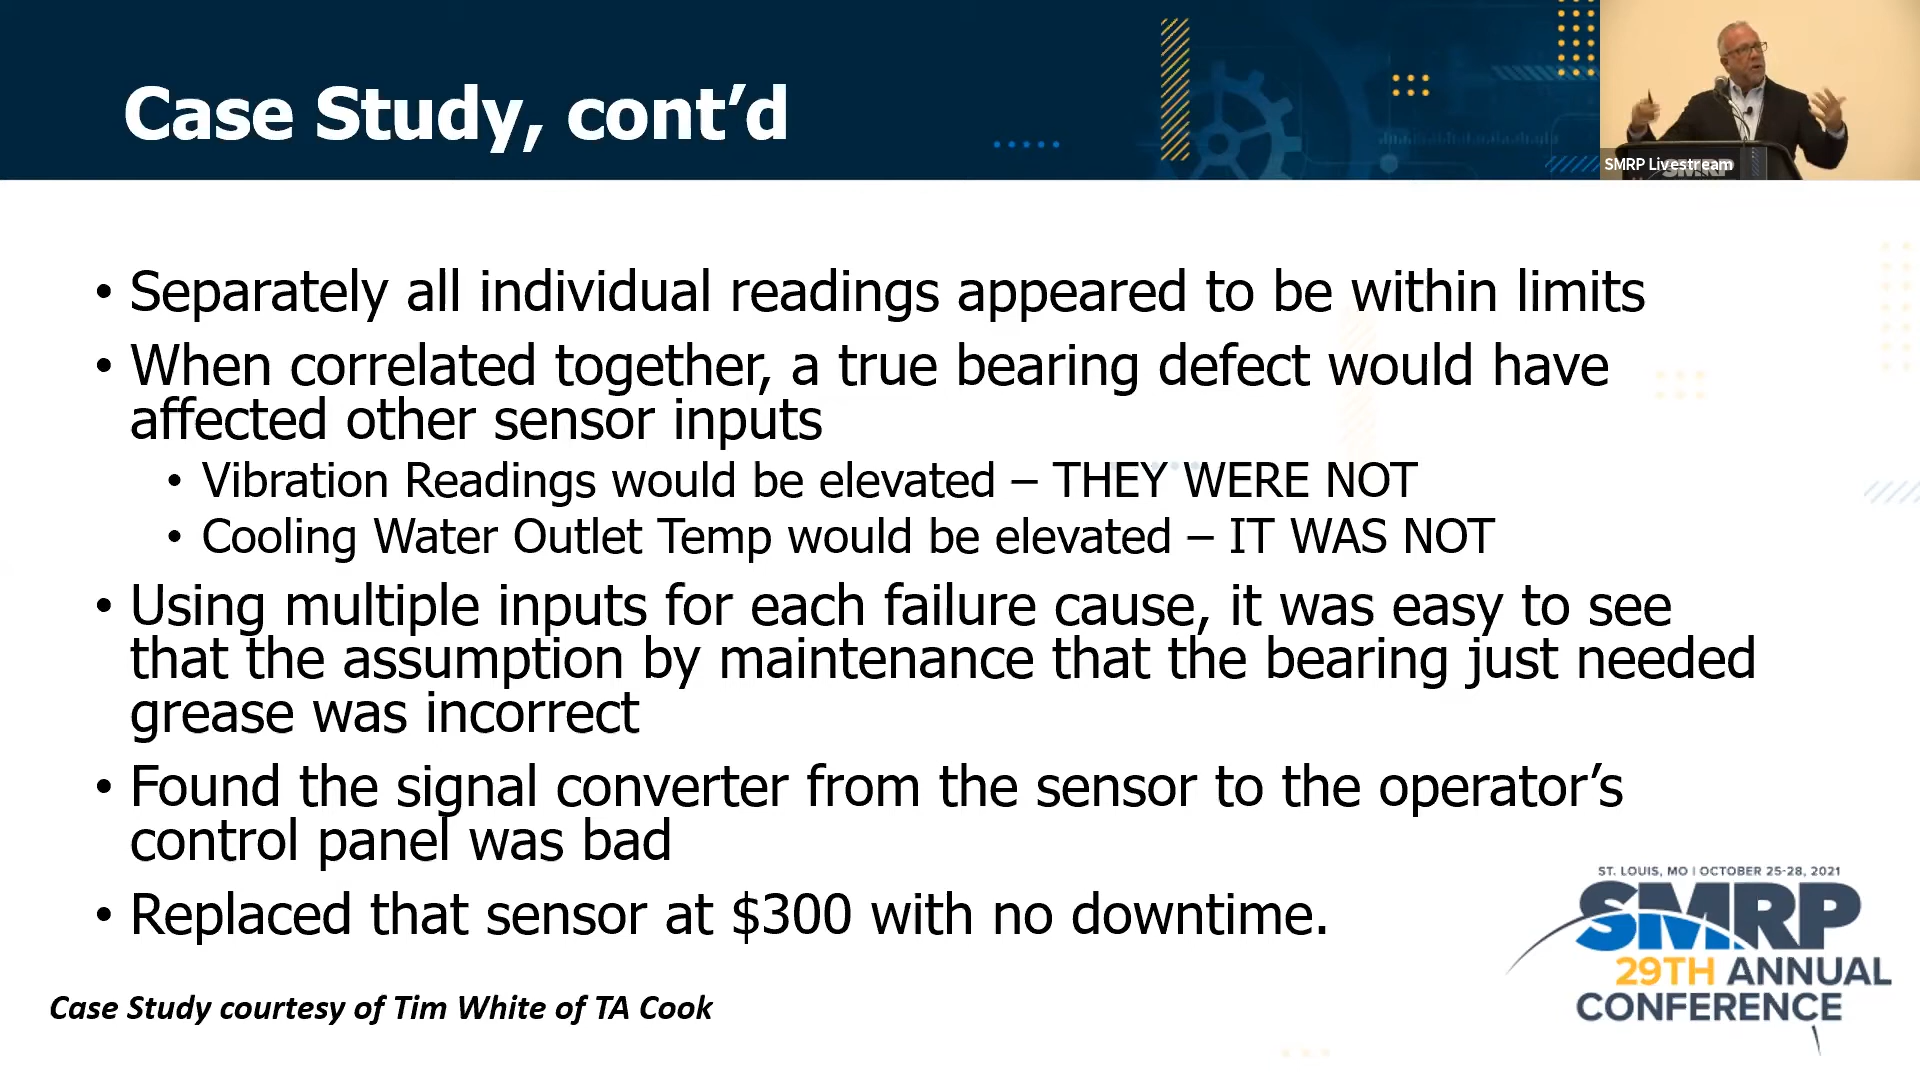 Case Study, cont’d
SMRP Livestream
SMRP
• Separately all individual readings appeared to be within limits
• When correlated together, a true bearing defect would have
affected other sensor inputs
• Vibration Readings would be elevated – THEY WERE NOT
• Cooling Water Outlet Temp would be elevated – IT WAS NOT
• Using multiple inputs for each failure cause, it was easy to see
that the assumption by maintenance that the bearing just needed
grease was incorrect
• Found the signal converter from the sensor to the operator’s
control panel was bad
• Replaced that sensor at $300 with no downtime.
Case Study courtesy of Tim White of TA Cook
ST. LOUIS, MO | OCTOBER 25-28, 2021
SMRP
29TH ANNUAL
CONFERENCE